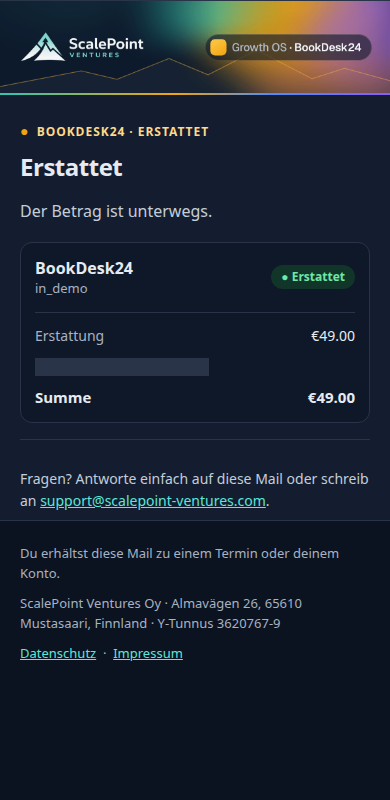 ScalePoint
VENTURES
Growth OS · BookDesk24
BOOKDESK24 · ERSTATTET
Erstattet
Der Betrag ist unterwegs.
BookDesk24
in_demo
Erstattet
Erstattung €49.00
Summe €49.00
Fragen? Antworte einfach auf diese Mail oder schreib
an support@scalepoint-ventures.com.
Du erhältst diese Mail zu einem Termin oder deinem
Konto.
ScalePoint Ventures Oy · Almavägen 26, 65610
Mustasaari, Finnland · Y-Tunnus 3620767-9
Datenschutz · Impressum